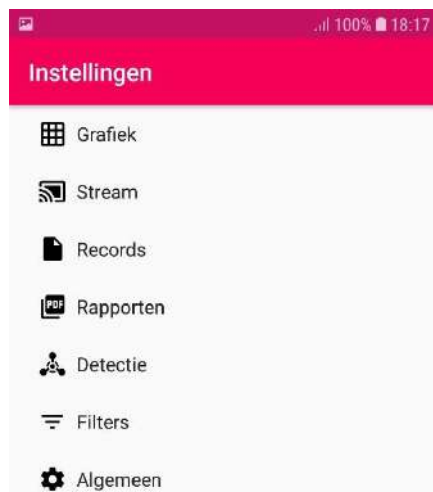 100% 18:17
Instellingen
Grafiek
Stream
Records
PDF Rapporten
Detectie
Filters
Algemeen